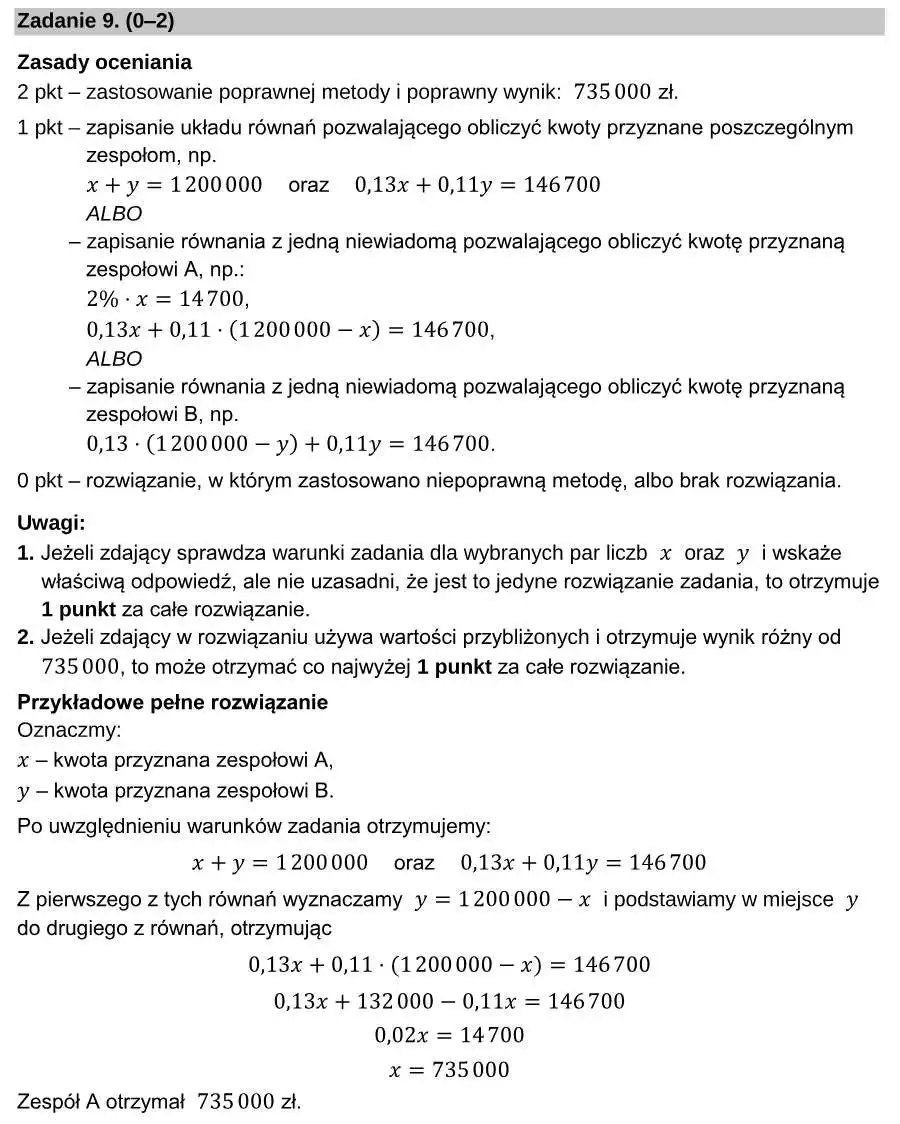 Zadanie 9. (0–2)
Zasady oceniania
2 pkt – zastosowanie poprawnej metody i poprawny wynik: 735 000 zł.
1 pkt – zapisanie układu równań pozwalającego obliczyć kwoty przyznane poszczególnym
zespołom, np.
x + y = 1 200 000 oraz 0,13x + 0,11y = 146 700
ALBO
– zapisanie równania z jedną niewiadomą pozwalającego obliczyć kwotę przyznaną
zespołowi A, np.:
2% · x = 14 700,
0,13x + 0,11 · (1 200 000 − x) = 146 700,
ALBO
– zapisanie równania z jedną niewiadomą pozwalającego obliczyć kwotę przyznaną
zespołowi B, np.
0,13 · (1 200 000 − y) + 0,11y = 146 700.
0 pkt – rozwiązanie, w którym zastosowano niepoprawną metodę, albo brak rozwiązania.
Uwagi:
1. Jeżeli zdający sprawdza warunki zadania dla wybranych par liczb x oraz y i wskaże
właściwą odpowiedź, ale nie uzasadni, że jest to jedyne rozwiązanie zadania, to otrzymuje
1 punkt za całe rozwiązanie.
2. Jeżeli zdający w rozwiązaniu używa wartości przybliżonych i otrzymuje wynik różny od
735 000, to może otrzymać co najwyżej 1 punkt za całe rozwiązanie.
Przykładowe pełne rozwiązanie
Oznaczmy:
x – kwota przyznana zespołowi A,
y – kwota przyznana zespołowi B.
Po uwzględnieniu warunków zadania otrzymujemy:
x + y = 1 200 000 oraz 0,13x + 0,11y = 146 700
Z pierwszego z tych równań wyznaczamy y = 1 200 000 − x i podstawiamy w miejsce y
do drugiego z równań, otrzymując
0,13x + 0,11 · (1 200 000 − x) = 146 700
0,13x + 132 000 − 0,11x = 146 700
0,02x = 14 700
x = 735 000
Zespół A otrzymał 735 000 zł.